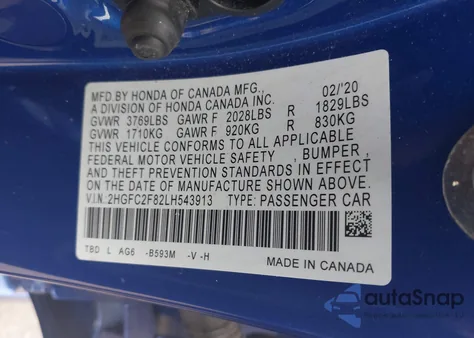 MFD.BY HONDA OF CANADA MFG., 02/'20
A DIVISION OF HONDA CANADA INC.
GVWR 3769LBS GAWR F 2028LBS R 1829LBS
GVWR 1710KG GAWR F 920KG R 830KG
THIS VEHICLE CONFORMS TO ALL APPLICABLE
FEDERAL MOTOR VEHICLE SAFETY , BUMPER ,
AND THEFT PREVENTION STANDARDS IN EFFECT
ON THE DATE OF MANUFACTURE SHOWN ABOVE.
V.I.N.:2HGFC2F82LH543913 TYPE: PASSENGER CAR
TBD L AG6 -B593M -V -H
MADE IN CANADA
autoSnap